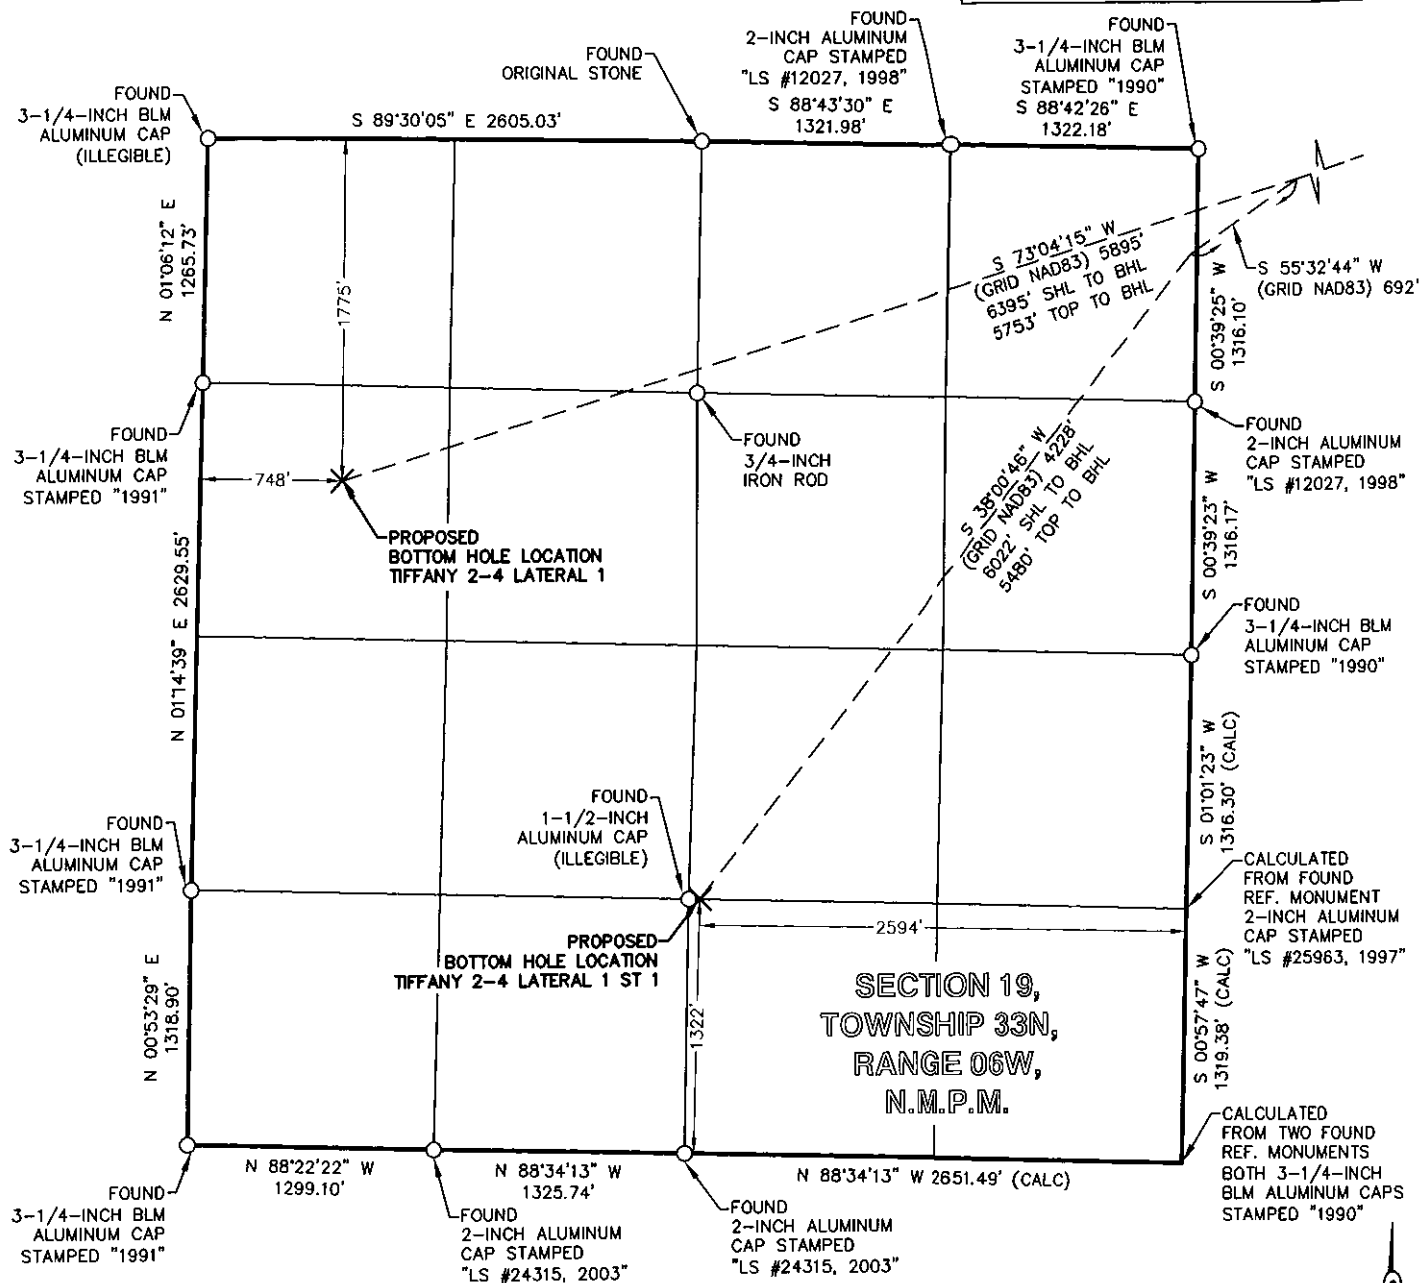 FOUND
2-INCH ALUMINUM
CAP STAMPED
"LS #12027, 1998"
S 88°43'30" E
1321.98'
FOUND
3-1/4-INCH BLM
ALUMINUM CAP
STAMPED "1990"
S 88°42'26" E
1322.18'
FOUND
ORIGINAL STONE
FOUND
3-1/4-INCH BLM
ALUMINUM CAP
(ILLEGIBLE)
S 89°30'05" E 2605.03'
N 01°06'12" E
1265.73'
1775'
S 73°04'15" W
(GRID NAD83) 5895'
6395' SHL TO BHL
5753' TOP TO BHL
S 55°32'44" W
(GRID NAD83) 692'
S 00°39'25" W
1316.10'
FOUND
3-1/4-INCH BLM
ALUMINUM CAP
STAMPED "1991"
748'
FOUND
3/4-INCH
IRON ROD
FOUND
2-INCH ALUMINUM
CAP STAMPED
"LS #12027, 1998"
PROPOSED
BOTTOM HOLE LOCATION
TIFFANY 2-4 LATERAL 1
S 38°00'46" W
(GRID NAD83) 4228'
6022' SHL TO BHL
5480' TOP TO BHL
S 00°39'23" W
1316.17'
N 01°14'39" E 2629.55'
FOUND
3-1/4-INCH BLM
ALUMINUM CAP
STAMPED "1990"
S 01°01'23" W
1316.30' (CALC)
FOUND
3-1/4-INCH BLM
ALUMINUM CAP
STAMPED "1991"
FOUND
1-1/2-INCH
ALUMINUM CAP
(ILLEGIBLE)
CALCULATED
FROM FOUND
REF. MONUMENT
2-INCH ALUMINUM
CAP STAMPED
"LS #25963, 1997"
2594'
PROPOSED
BOTTOM HOLE LOCATION
TIFFANY 2-4 LATERAL 1 ST 1
N 00°53'29" E
1318.90'
1322'
SECTION 19,
TOWNSHIP 33N,
RANGE 06W,
N.M.P.M.
S 00°57'47" W
1319.38' (CALC)
CALCULATED
FROM TWO FOUND
REF. MONUMENTS
BOTH 3-1/4-INCH
BLM ALUMINUM CAPS
STAMPED "1990"
N 88°22'22" W
1299.10'
N 88°34'13" W
1325.74'
N 88°34'13" W 2651.49' (CALC)
FOUND
3-1/4-INCH BLM
ALUMINUM CAP
STAMPED "1991"
FOUND
2-INCH ALUMINUM
CAP STAMPED
"LS #24315, 2003"
FOUND
2-INCH ALUMINUM
CAP STAMPED
"LS #24315, 2003"